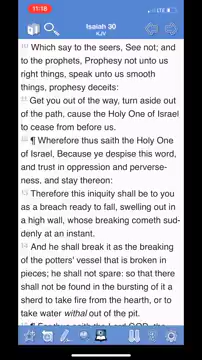 11:18
Isaiah 30
KJV
10 Which say to the seers, See not; and
to the prophets, Prophesy not unto us
right things, speak unto us smooth
things, prophesy deceits:
11
Get you out of the way, turn aside out
of the path, cause the Holy One of Israel
to cease from before us.
12 ¶ Wherefore thus saith the Holy One
of Israel, Because ye despise this word,
and trust in oppression and perverse-
ness, and stay thereon:
13
Therefore this iniquity shall be to you
as a breach ready to fall, swelling out in
a high wall, whose breaking cometh sud-
denly at an instant.
14
And he shall break it as the breaking of
the potters' vessel that is broken in
pieces; he shall not spare: so that there
shall not be found in the bursting of it a
sherd to take fire from the hearth, or to
take water withal out of the pit.